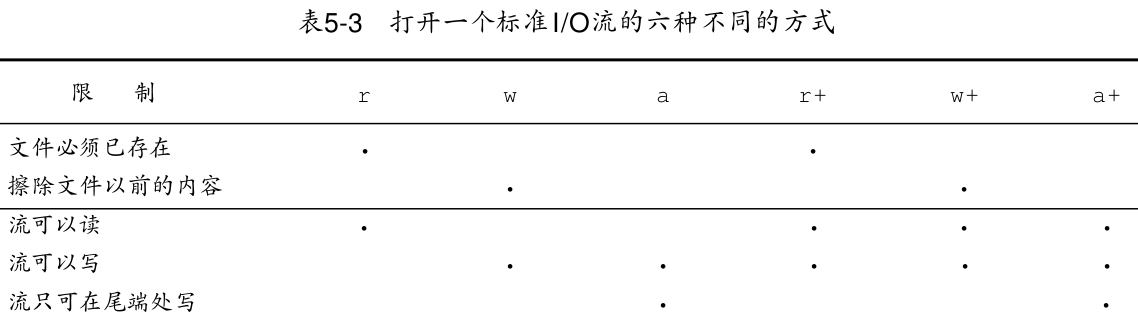 表5-3 打开一个标准I/O流的六种不同的方式
限 制 r w a r+ w+ a+
文件必须已存在 • •
擦除文件以前的内容 • •
流可以读 • • • •
流可以写 • • • • •
流只可在尾端处写 • •